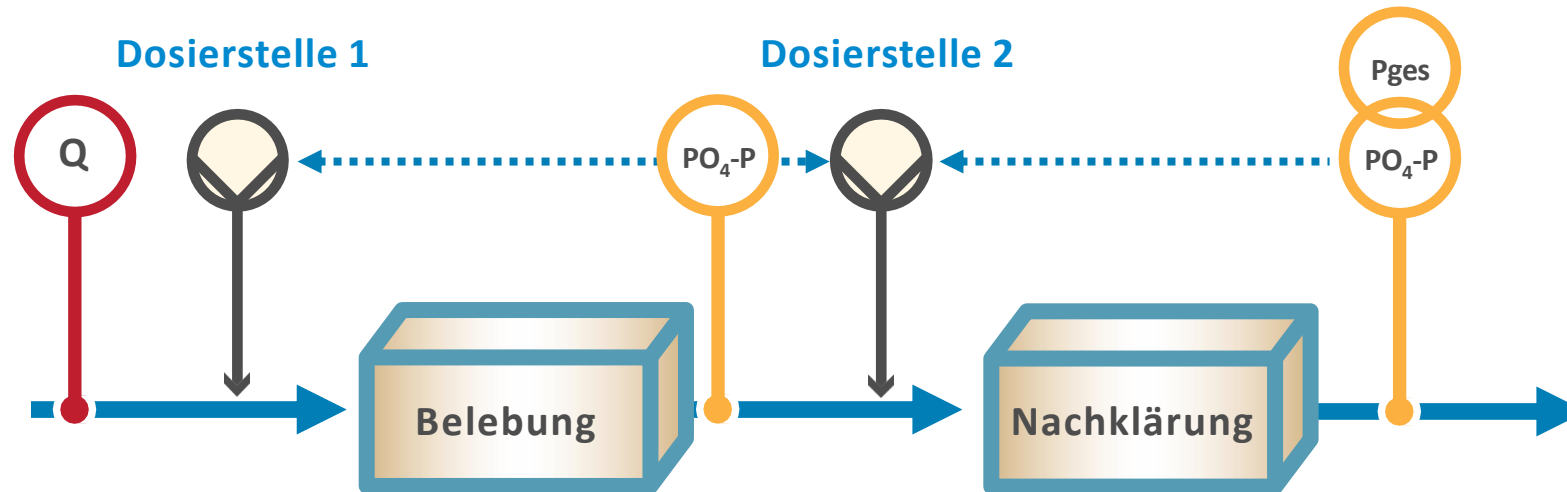 Dosierstelle 1
Dosierstelle 2
Pges
Q
PO₄-P
PO₄-P
Belebung
Nachklärung